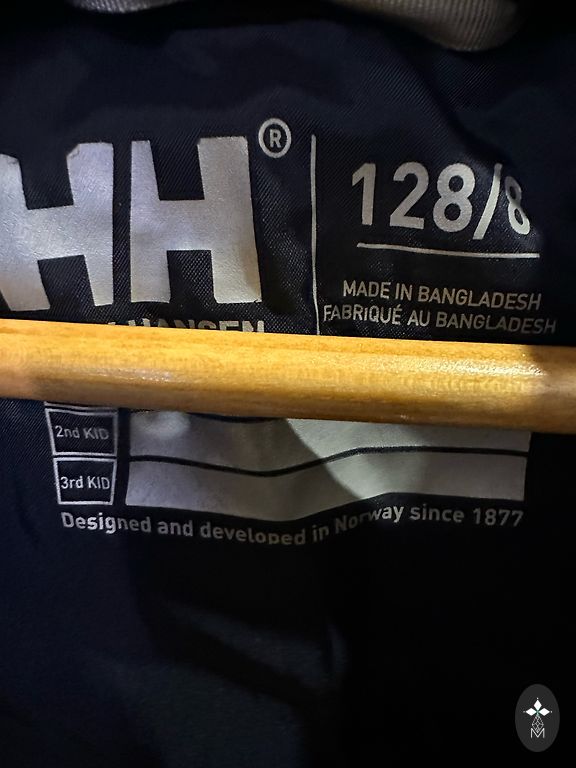 HH®
128/8
MADE IN BANGLADESH
FABRIQUÉ AU BANGLADESH
2nd KID
3rd KID
Designed and developed in Norway since 1877
M